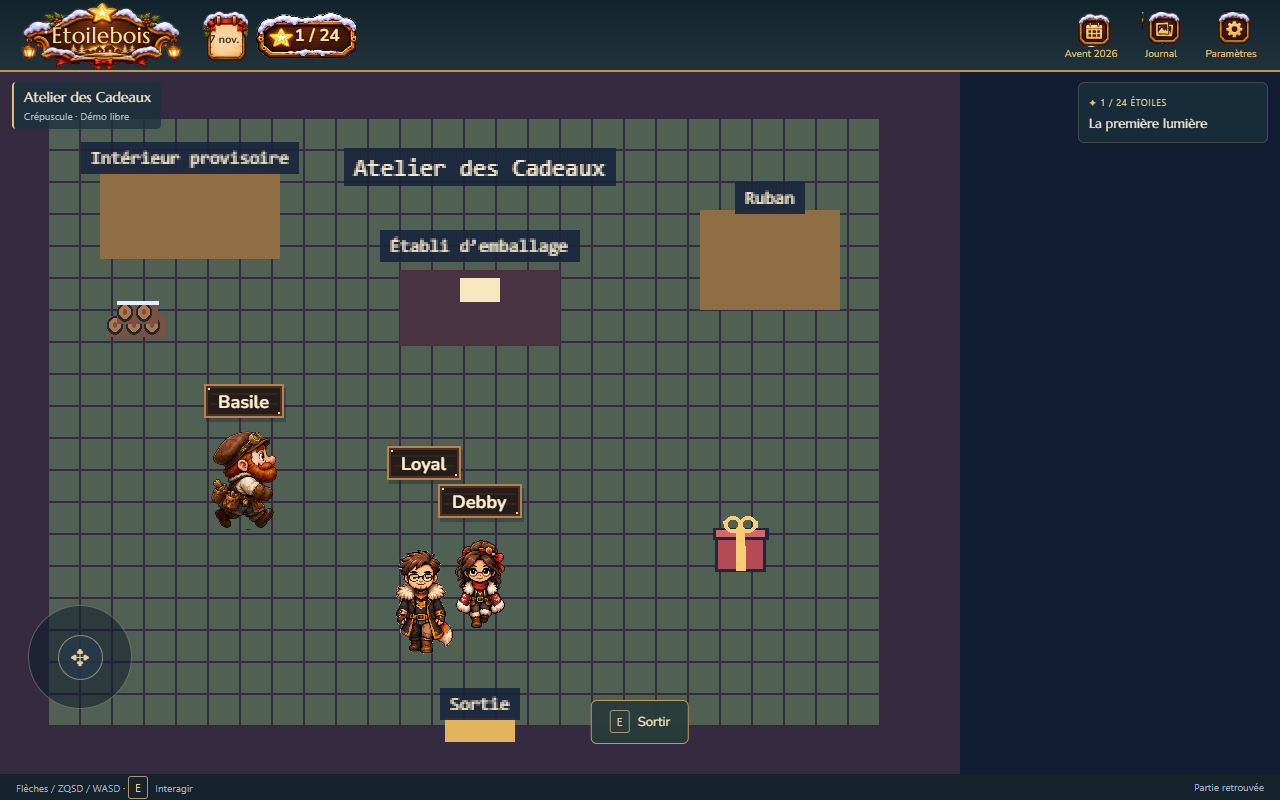 Étoilebois
7 nov.
1 / 24
Avent 2026
Journal
Paramètres
Atelier des Cadeaux
Crépuscule · Démo libre
✦ 1 / 24 ÉTOILES
La première lumière
Intérieur provisoire
Atelier des Cadeaux
Ruban
Établi d'emballage
Basile
Loyal
Debby
Sortie
E Sortir
Flèches / ZQSD / WASD · E Interagir
Partie retrouvée